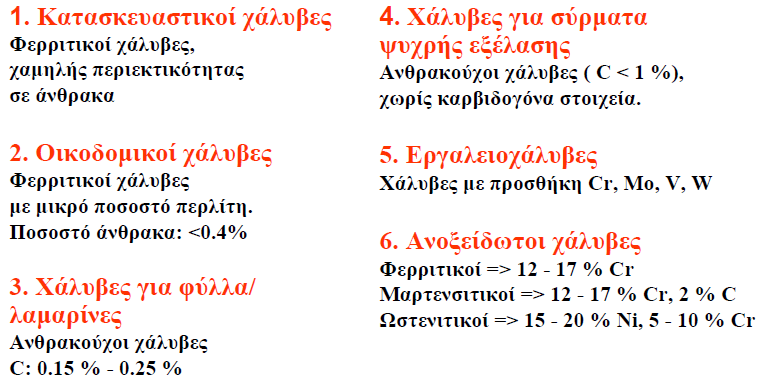 1. Κατασκευαστικοί χάλυβες
Φερριτικοί χάλυβες,
χαμηλής περιεκτικότητας
σε άνθρακα
2. Οικοδομικοί χάλυβες
Φερριτικοί χάλυβες
με μικρό ποσοστό περλίτη.
Ποσοστό άνθρακα: <0.4%
3. Χάλυβες για φύλλα/
λαμαρίνες
Ανθρακούχοι χάλυβες
C: 0.15 % - 0.25 %
4. Χάλυβες για σύρματα
ψυχρής εξέλασης
Ανθρακούχοι χάλυβες ( C < 1 %),
χωρίς καρβιδογόνα στοιχεία.
5. Εργαλειοχάλυβες
Χάλυβες με προσθήκη Cr, Mo, V, W
6. Ανοξείδωτοι χάλυβες
Φερριτικοί => 12 - 17 % Cr
Μαρτενσιτικοί => 12 - 17 % Cr, 2 % C
Ωστενιτικοί => 15 - 20 % Ni, 5 - 10 % Cr